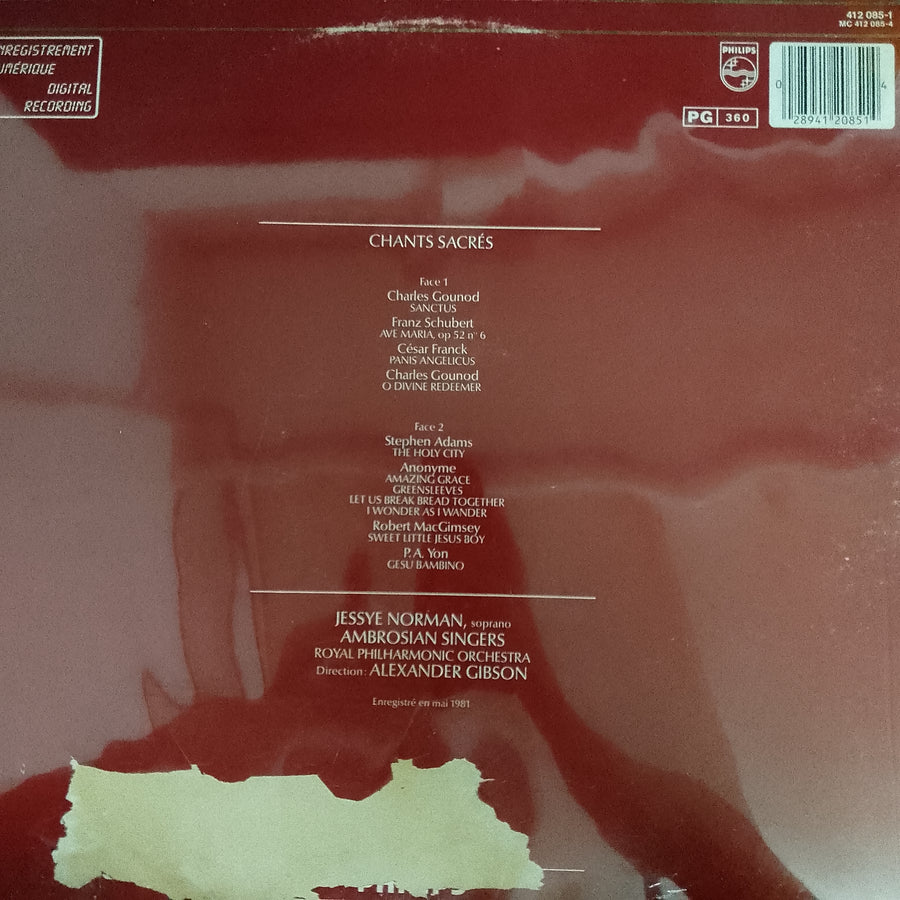 412 085-1
MC 412 085-4
NREGISTREMENT
UMÉRIQUE
DIGITAL
RECORDING
PHILIPS
0 28941 20851 4
PG 360
CHANTS SACRÉS
Face 1
Charles Gounod
SANCTUS
Franz Schubert
AVE MARIA, op 52 n° 6
César Franck
PANIS ANGELICUS
Charles Gounod
O DIVINE REDEEMER
Face 2
Stephen Adams
THE HOLY CITY
Anonyme
AMAZING GRACE
GREENSLEEVES
LET US BREAK BREAD TOGETHER
I WONDER AS I WANDER
Robert MacGimsey
SWEET LITTLE JESUS BOY
P.A. Yon
GESU BAMBINO
JESSYE NORMAN, soprano
AMBROSIAN SINGERS
ROYAL PHILHARMONIC ORCHESTRA
Direction: ALEXANDER GIBSON
Enregistré en mai 1981